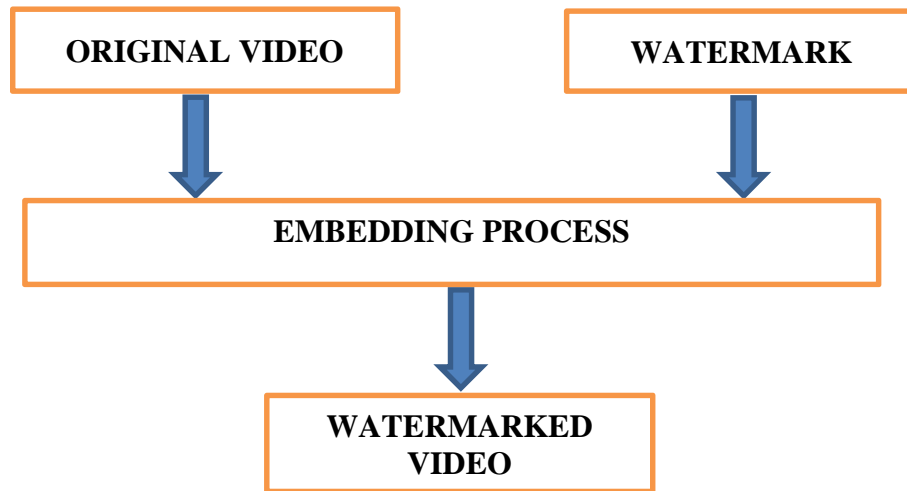 ORIGINAL VIDEO
WATERMARK
EMBEDDING PROCESS
WATERMARKED
VIDEO